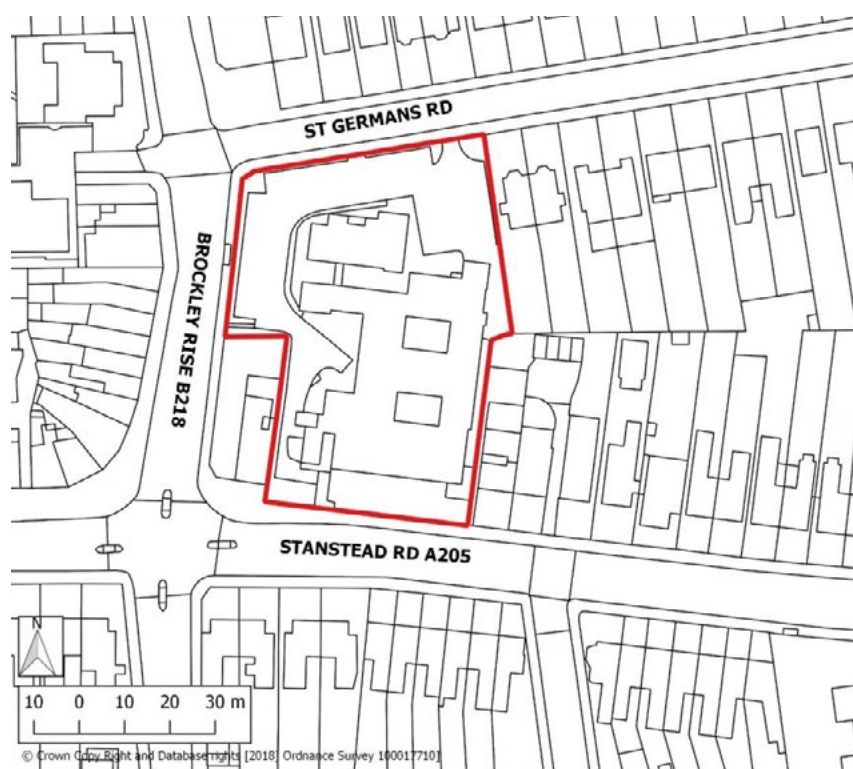 ST GERMANS RD
BROCKLEY RISE B218
STANSTEAD RD A205
N
10 0 10 20 30 m
© Crown Copy Right and Database rights [2018] Ordnance Survey 100017710]